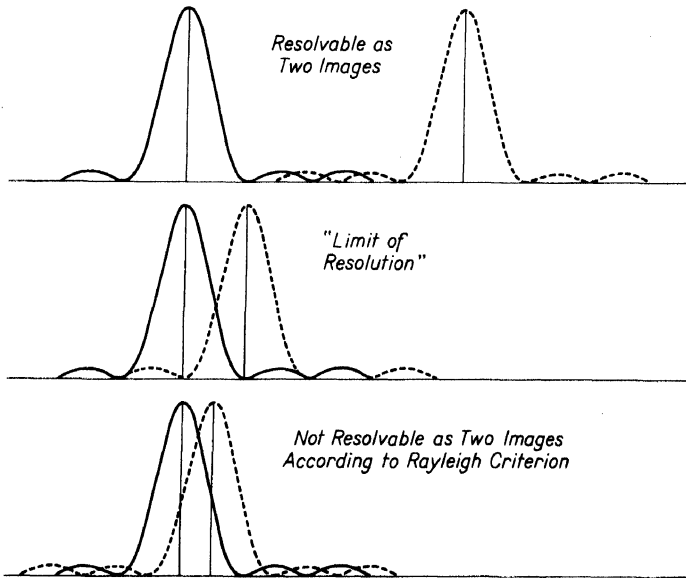 Resolvable as
Two Images
"Limit of
Resolution"
Not Resolvable as Two Images
According to Rayleigh Criterion